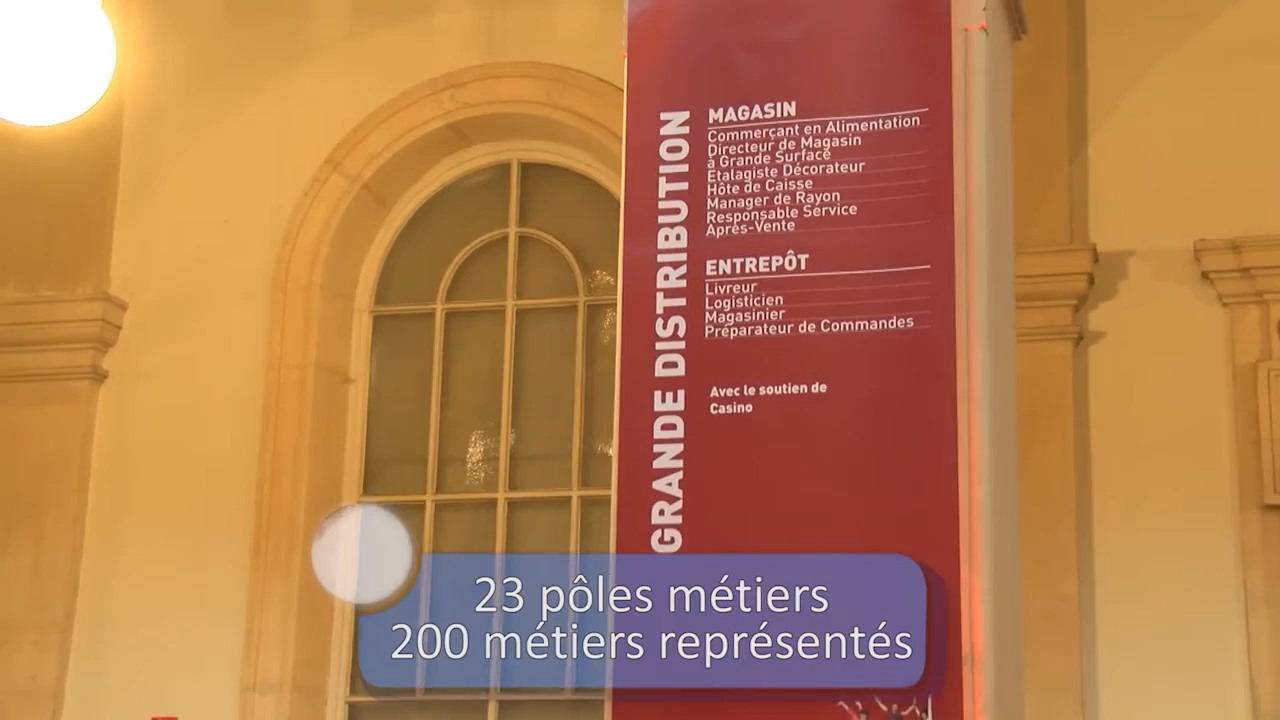 GRANDE DISTRIBUTION
MAGASIN
Commerçant en Alimentation
Directeur de Magasin
à Grande Surface
Etalagiste Décorateur
Hôte de Caisse
Manager de Rayon
Responsable Service
Après-Vente
ENTREPÔT
Livreur
Logisticien
Magasinier
Préparateur de Commandes
Avec le soutien de
Casino
23 pôles métiers
200 métiers représentés